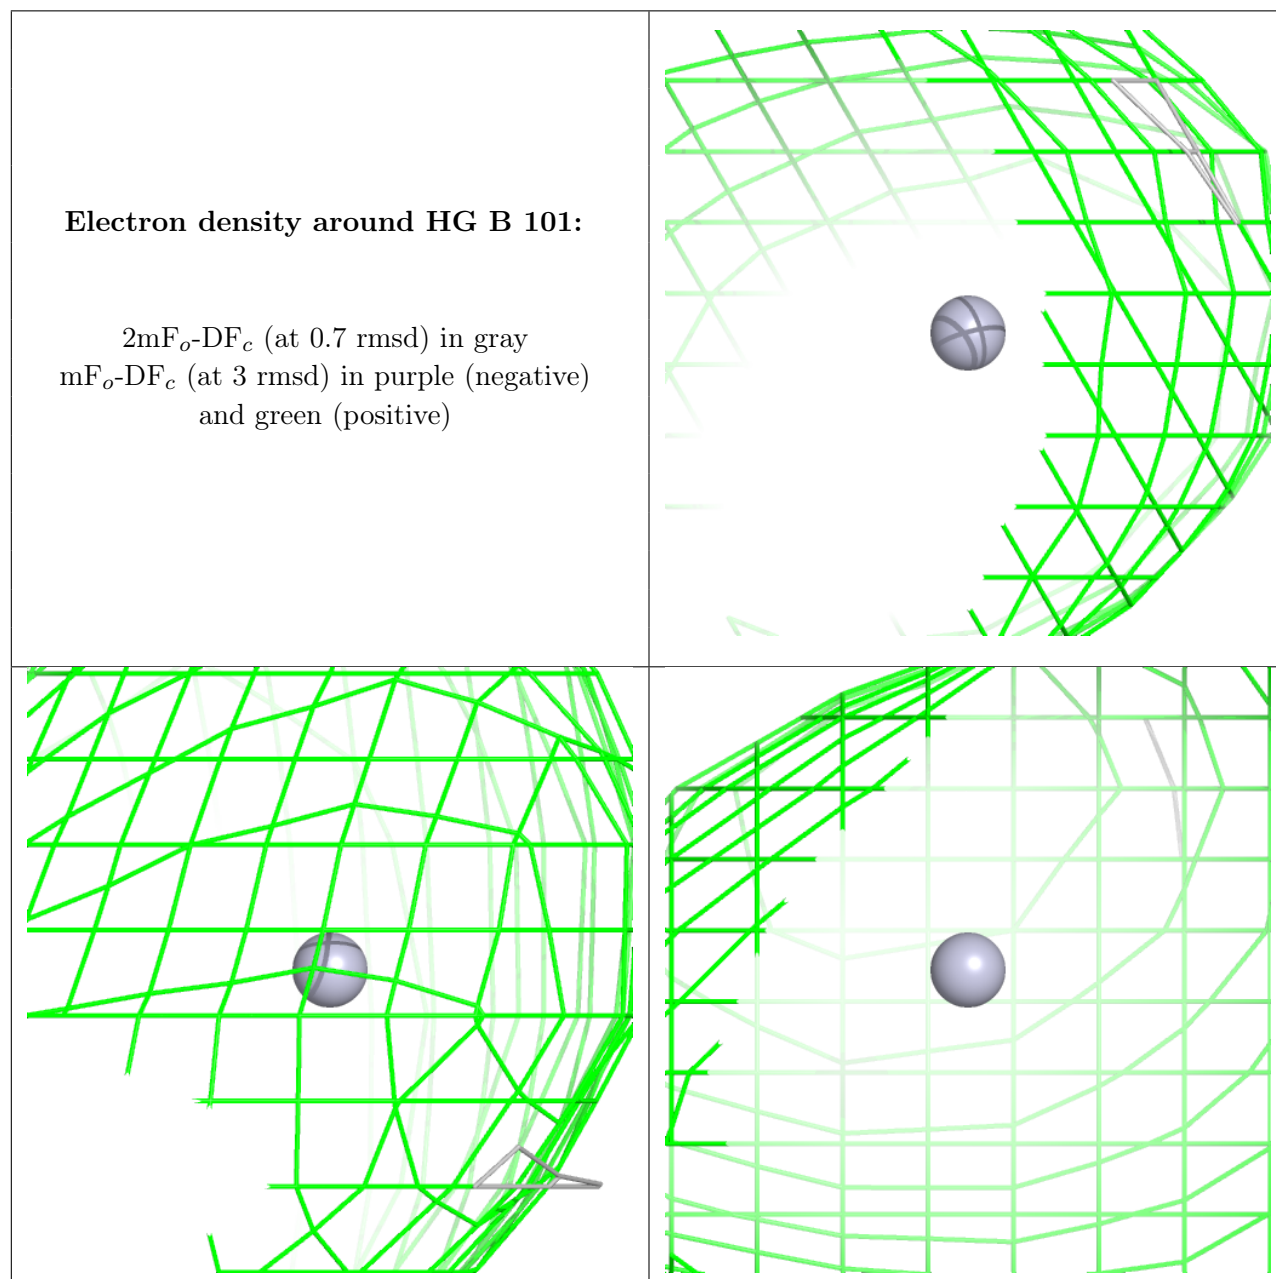 Electron density around HG B 101:
2mFo-DFc (at 0.7 rmsd) in gray
mFo-DFc (at 3 rmsd) in purple (negative)
and green (positive)